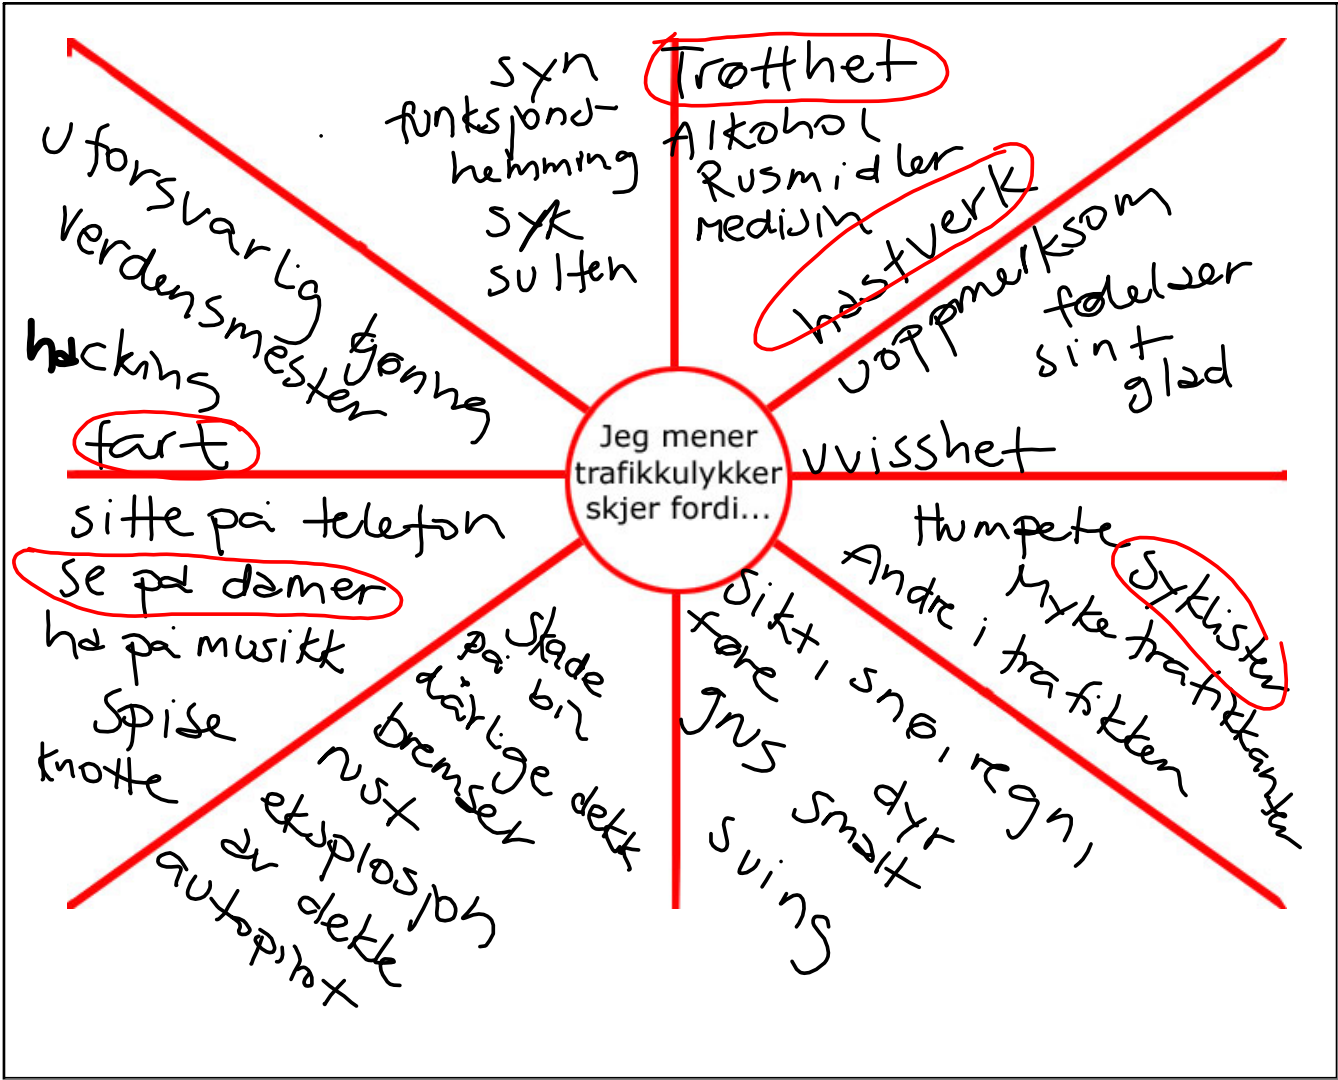 Jeg mener
trafikkulykker
skjer fordi...
syn
funksjons-
hemming
syk
sulten
Trøtthet
Alkohol
Rusmidler
Medisin
hastverk
uoppmerksom
følelser
sint
glad
uvisshet
Humpete
Syklister
Myke trafikkanter
Andre i trafikken
Sikt, snø, regn,
føre
grus
dyr
smalt
sving
Skade
på bil
dårlige dekk
bremser
rust
eksplosjon
av dekk
autopilot
sitte på telefon
se på damer
ha på musikk
Spise
knotte
uforsvarlig kjøring
verdensmester
hacking
fart